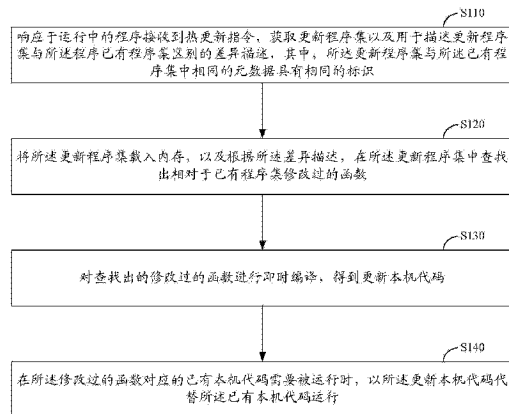 S110
响应于运行中的程序接收到热更新指令，获取更新程序集以及用于描述更新程序
集与所述程序已有程序集区别的差异描述，其中，所述更新程序集与所述已有程
序集中相同的元数据具有相同的标识
S120
将所述更新程序集载入内存，以及根据所述差异描述，在所述更新程序集中查找
出相对于已有程序集修改过的函数
S130
对查找出的修改过的函数进行即时编译，得到更新本机代码
S140
在所述修改过的函数对应的已有本机代码需要被运行时，以所述更新本机代码代
替所述已有本机代码运行